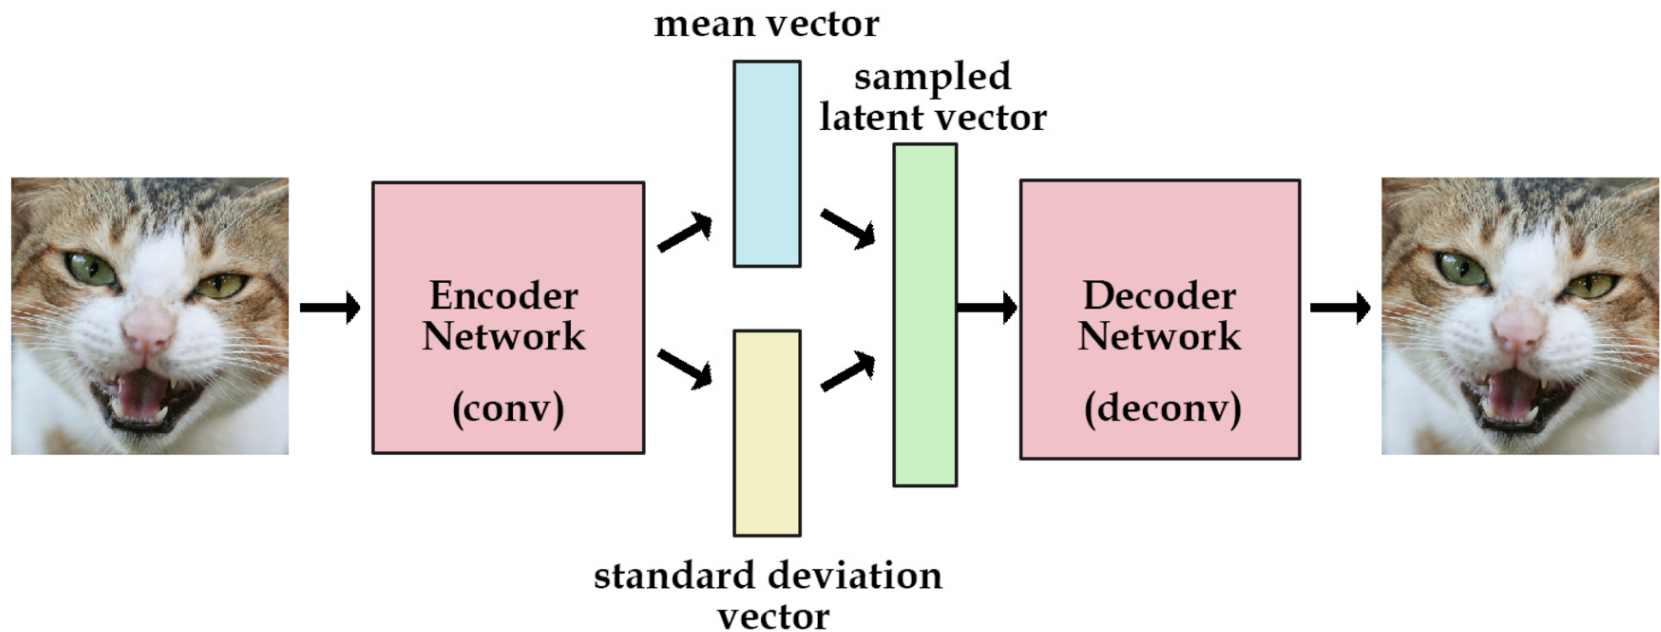 mean vector
sampled
latent vector
Encoder
Network
(conv)
Decoder
Network
(deconv)
standard deviation
vector